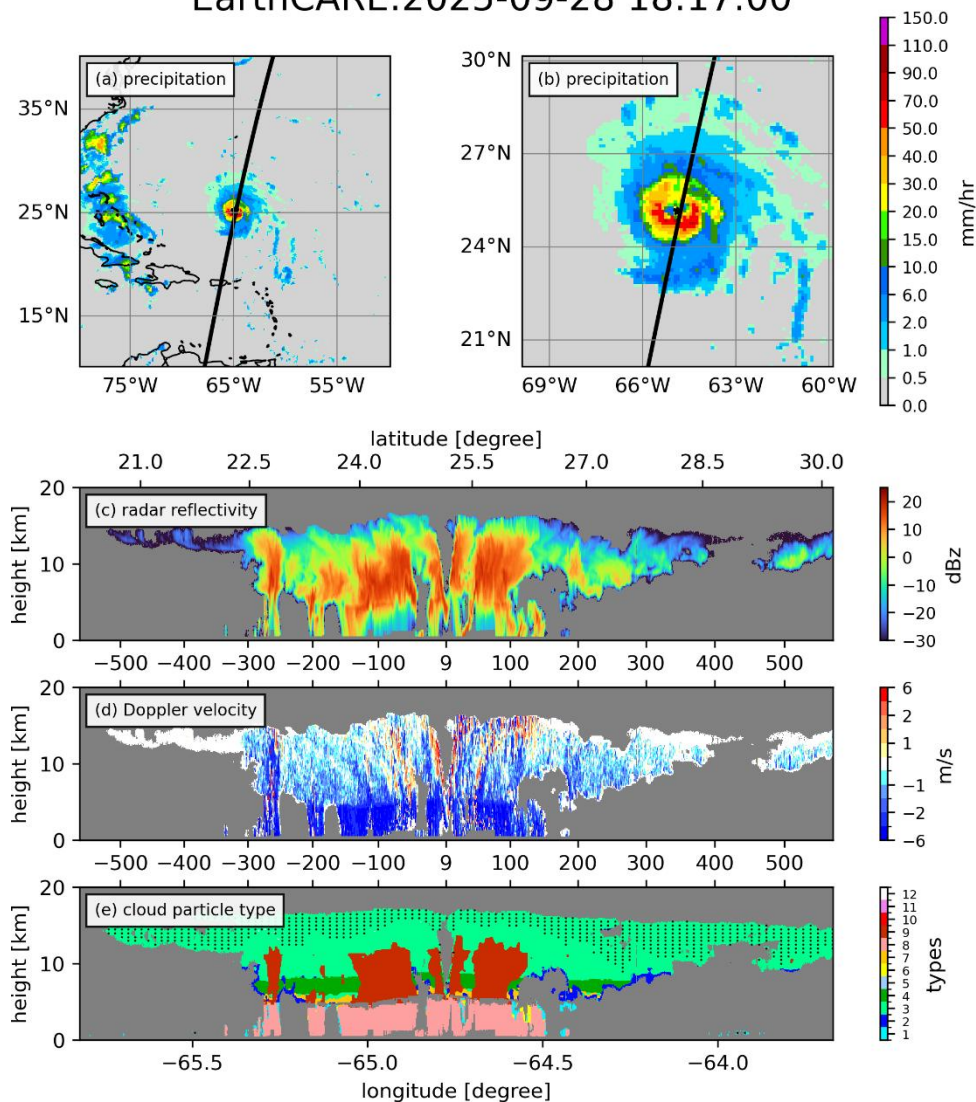 EarthCARE:2025-09-28 18:17:00
(a) precipitation
35°N
25°N
15°N
75°W 65°W 55°W
(b) precipitation
30°N
27°N
24°N
21°N
69°W 66°W 63°W 60°W
150.0
110.0
90.0
70.0
50.0
40.0
30.0
20.0
15.0
10.0
6.0
2.0
1.0
0.5
0.0
mm/hr
latitude [degree]
21.0 22.5 24.0 25.5 27.0 28.5 30.0
(c) radar reflectivity
height [km]
20
10
0
−500 −400 −300 −200 −100 9 100 200 300 400 500
20
10
0
−10
−20
−30
dBz
(d) Doppler velocity
height [km]
20
10
0
−500 −400 −300 −200 −100 9 100 200 300 400 500
6
2
1
−1
−2
−6
m/s
(e) cloud particle type
height [km]
20
10
0
−65.5 −65.0 −64.5 −64.0
longitude [degree]
12
11
10
9
8
7
6
5
4
3
2
1
types